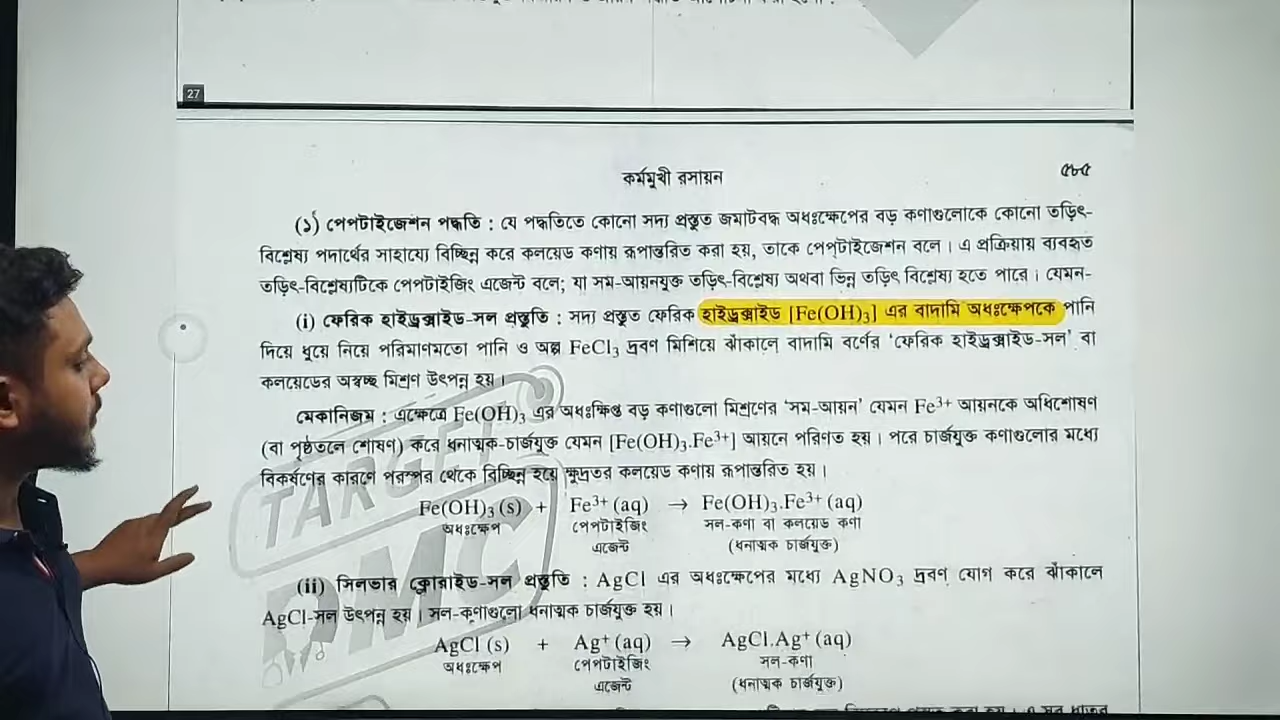 27
কর্মমুখী রসায়ন ৫৮৫
(১) পেপটাইজেশন পদ্ধতি : যে পদ্ধতিতে কোনো সদ্য প্রস্তুত জমাটবদ্ধ অধঃক্ষেপের বড় কণাগুলোকে কোনো তড়িৎ-
বিশ্লেষ্য পদার্থের সাহায্যে বিচ্ছিন্ন করে কলয়েড কণায় রূপান্তরিত করা হয়, তাকে পেপ্টাইজেশন বলে। এ প্রক্রিয়ায় ব্যবহৃত
তড়িৎ-বিশ্লেষ্যটিকে পেপটাইজিং এজেন্ট বলে; যা সম-আয়নযুক্ত তড়িৎ-বিশ্লেষ্য অথবা ভিন্ন তড়িৎ বিশ্লেষ্য হতে পারে। যেমন-
(i) ফেরিক হাইড্রক্সাইড-সল প্রস্তুতি : সদ্য প্রস্তুত ফেরিক হাইড্রক্সাইড [Fe(OH)₃] এর বাদামি অধঃক্ষেপকে পানি
দিয়ে ধুয়ে নিয়ে পরিমাণমতো পানি ও অল্প FeCl₃ দ্রবণ মিশিয়ে ঝাঁকালে বাদামি বর্ণের ‘ফেরিক হাইড্রক্সাইড-সল’ বা
কলয়েডের অস্বচ্ছ মিশ্রণ উৎপন্ন হয়।
মেকানিজম : এক্ষেত্রে Fe(OH)₃ এর অধঃক্ষিপ্ত বড় কণাগুলো মিশ্রণের ‘সম-আয়ন’ যেমন Fe³⁺ আয়নকে অধিশোষণ
(বা পৃষ্ঠতলে শোষণ) করে ধনাত্মক-চার্জযুক্ত যেমন [Fe(OH)₃.Fe³⁺] আয়নে পরিণত হয়। পরে চার্জযুক্ত কণাগুলোর মধ্যে
বিকর্ষণের কারণে পরস্পর থেকে বিচ্ছিন্ন হয়ে ক্ষুদ্রতর কলয়েড কণায় রূপান্তরিত হয়।
Fe(OH)₃ (s) + Fe³⁺ (aq) → Fe(OH)₃.Fe³⁺ (aq)
অধঃক্ষেপ পেপটাইজিং সল-কণা বা কলয়েড কণা
এজেন্ট (ধনাত্মক চার্জযুক্ত)
(ii) সিলভার ক্লোরাইড-সল প্রস্তুতি : AgCl এর অধঃক্ষেপের মধ্যে AgNO₃ দ্রবণ যোগ করে ঝাঁকালে
AgCl-সল উৎপন্ন হয়। সল-কণাগুলো ধনাত্মক চার্জযুক্ত হয়।
AgCl (s) + Ag⁺ (aq) → AgCl.Ag⁺ (aq)
অধঃক্ষেপ পেপটাইজিং সল-কণা
এজেন্ট (ধনাত্মক চার্জযুক্ত)
TARGET
DMC